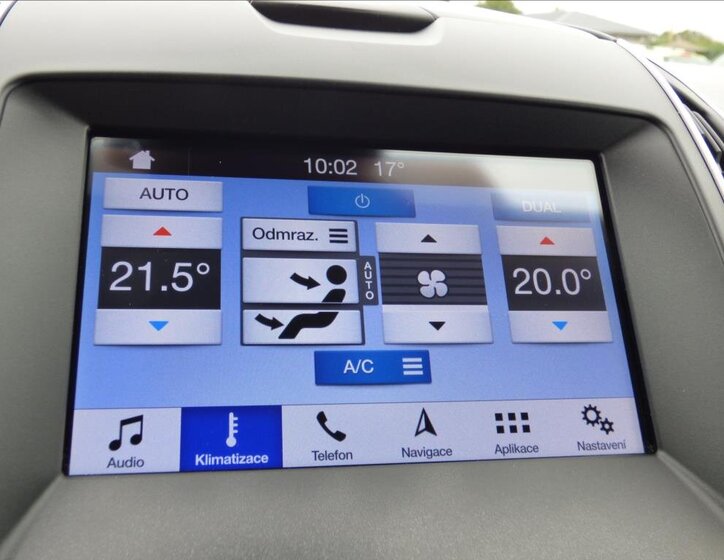 10:02 17°
AUTO
DUAL
Odmraz.
21.5°
AUTO
20.0°
A/C
Audio
Klimatizace
Telefon
Navigace
Aplikace
Nastavení